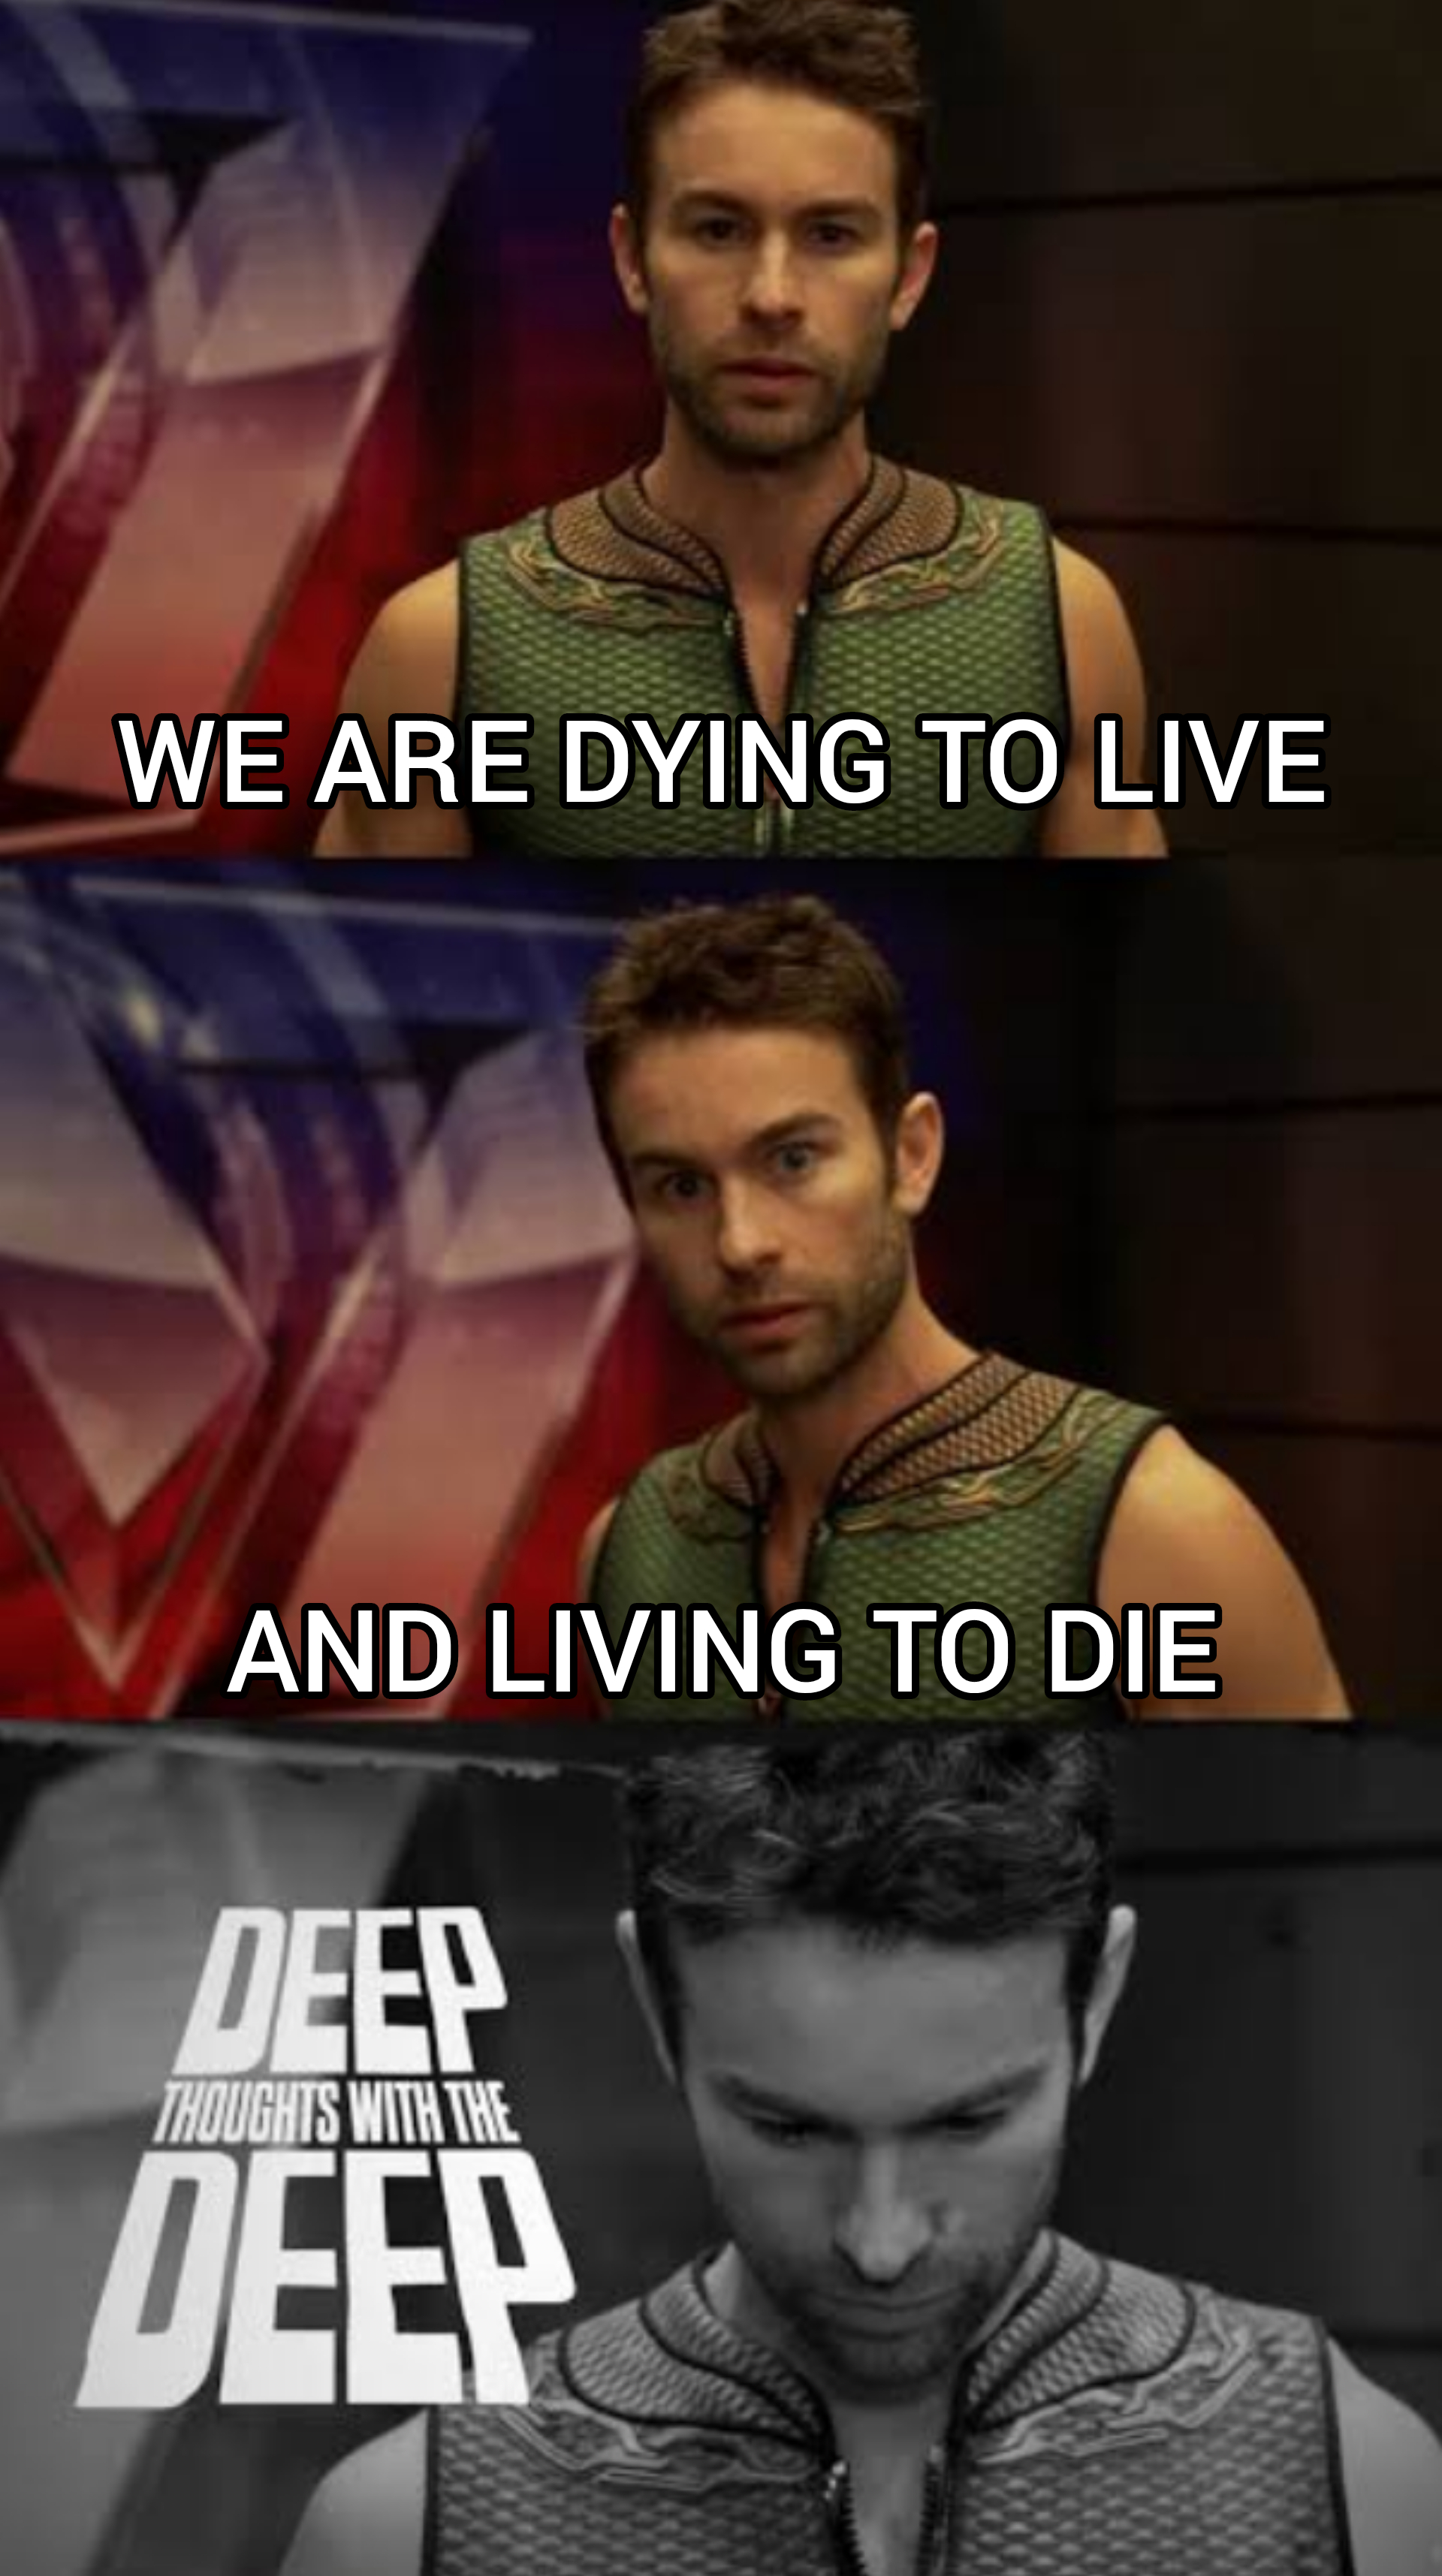 WE ARE DYING TO LIVE
AND LIVING TO DIE
DEEP
THOUGHTS WITH THE
DEEP